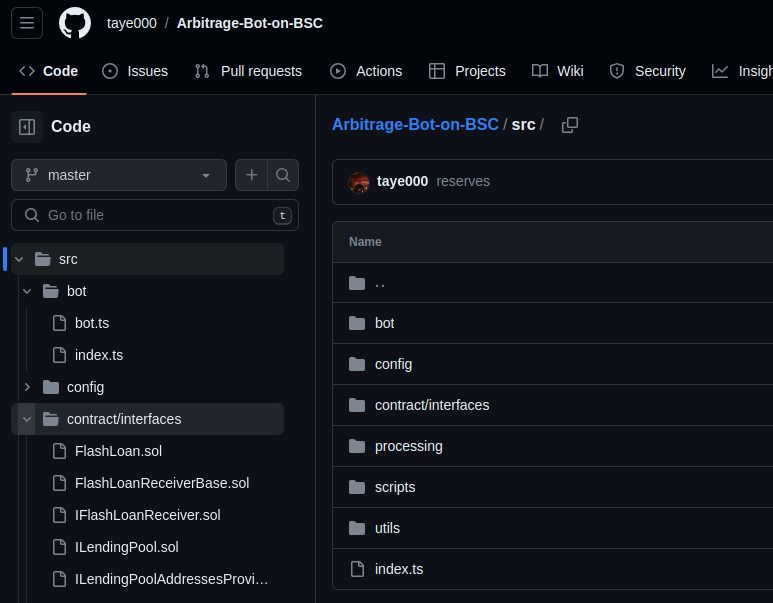 taye000 / Arbitrage-Bot-on-BSC
Code Issues Pull requests Actions Projects Wiki Security Insigh
Code
master
Go to file t
src
bot
bot.ts
index.ts
config
contract/interfaces
FlashLoan.sol
FlashLoanReceiverBase.sol
IFlashLoanReceiver.sol
ILendingPool.sol
ILendingPoolAddressesProvi…
Arbitrage-Bot-on-BSC / src /
taye000 reserves
Name
..
bot
config
contract/interfaces
processing
scripts
utils
index.ts